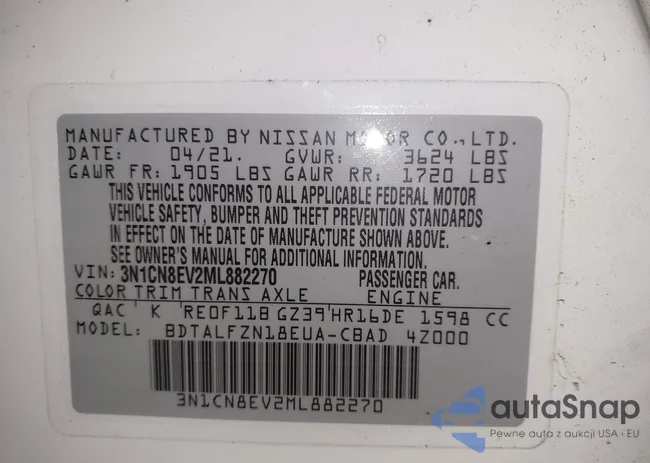 MANUFACTURED BY NISSAN MOTOR CO., LTD.
DATE: 04/21. GVWR: 3624 LBS
GAWR FR: 1905 LBS GAWR RR: 1720 LBS
THIS VEHICLE CONFORMS TO ALL APPLICABLE FEDERAL MOTOR
VEHICLE SAFETY, BUMPER AND THEFT PREVENTION STANDARDS
IN EFFECT ON THE DATE OF MANUFACTURE SHOWN ABOVE.
SEE OWNER'S MANUAL FOR ADDITIONAL INFORMATION.
VIN: 3N1CN8EV2ML882270 PASSENGER CAR.
COLOR TRIM TRANS AXLE ENGINE
QAC' K 'RE0F11B GZ39'HR16DE 1598 CC
MODEL: BDTALFZN18EUA-CBAD 4Z000
3N1CN8EV2ML882270
autaSnap
Pewne auta z aukcji USA i EU